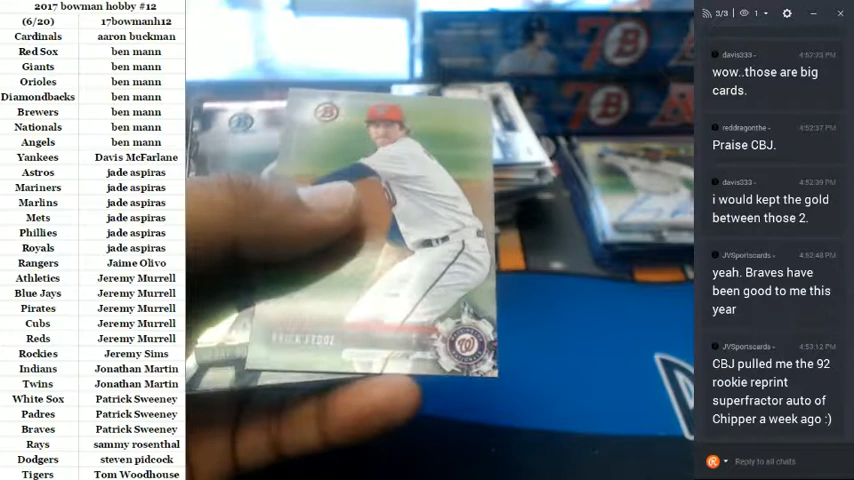 2017 bowman hobby #12
(6/20) 17bowmanh12
Cardinals aaron buckman
Red Sox ben mann
Giants ben mann
Orioles ben mann
Diamondbacks ben mann
Brewers ben mann
Nationals ben mann
Angels ben mann
Yankees Davis McFarlane
Astros jade aspiras
Mariners jade aspiras
Marlins jade aspiras
Mets jade aspiras
Phillies jade aspiras
Royals jade aspiras
Rangers Jaime Olivo
Athletics Jeremy Murrell
Blue Jays Jeremy Murrell
Pirates Jeremy Murrell
Cubs Jeremy Murrell
Reds Jeremy Murrell
Rockies Jeremy Sims
Indians Jonathan Martin
Twins Jonathan Martin
White Sox Patrick Sweeney
Padres Patrick Sweeney
Braves Patrick Sweeney
Rays sammy rosenthal
Dodgers steven pidcock
Tigers Tom Woodhouse
B
B
7B
7B
ERICK FEDDE
W
3/3 1
davis333 - 4:52:33 PM
wow..those are big
cards.
reddragonthe - 4:52:37 PM
Praise CBJ.
davis333 - 4:52:39 PM
i would kept the gold
between those 2.
JVSportscards - 4:52:48 PM
yeah. Braves have
been good to me this
year
JVSportscards - 4:53:12 PM
CBJ pulled me the 92
rookie reprint
superfractor auto of
Chipper a week ago :)
Reply to all chats